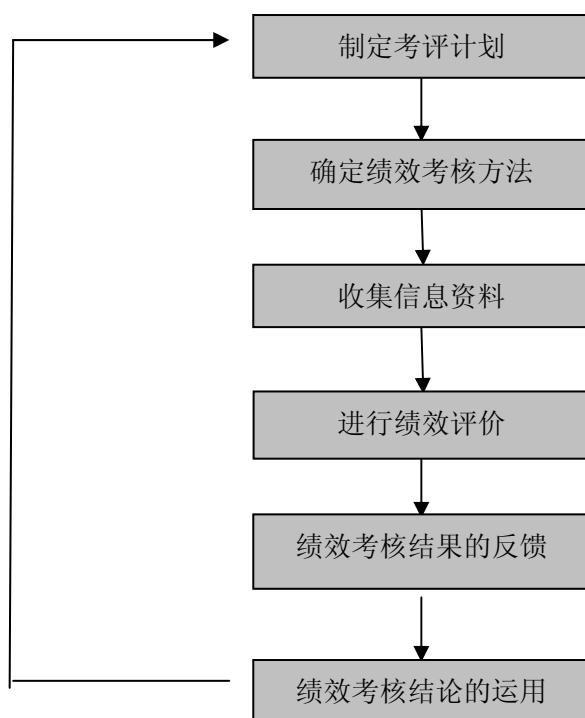 制定考评计划
确定绩效考核方法
收集信息资料
进行绩效评价
绩效考核结果的反馈
绩效考核结论的运用